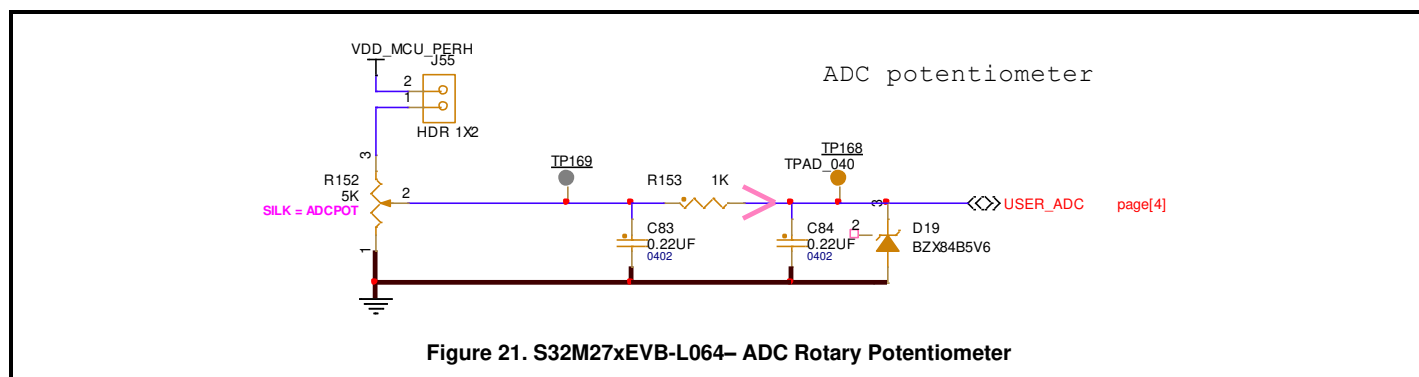 VDD_MCU_PERH
J55
ADC potentiometer
2
1
HDR 1X2
3
TP169
TP168
TPAD_040
R152
5K
SILK = ADCPOT
2
R153
1K
3
USER_ADC
page[4]
C83
0.22UF
0402
C84
0.22UF
0402
2
D19
BZX84B5V6
1
Figure 21. S32M27xEVB-L064– ADC Rotary Potentiometer